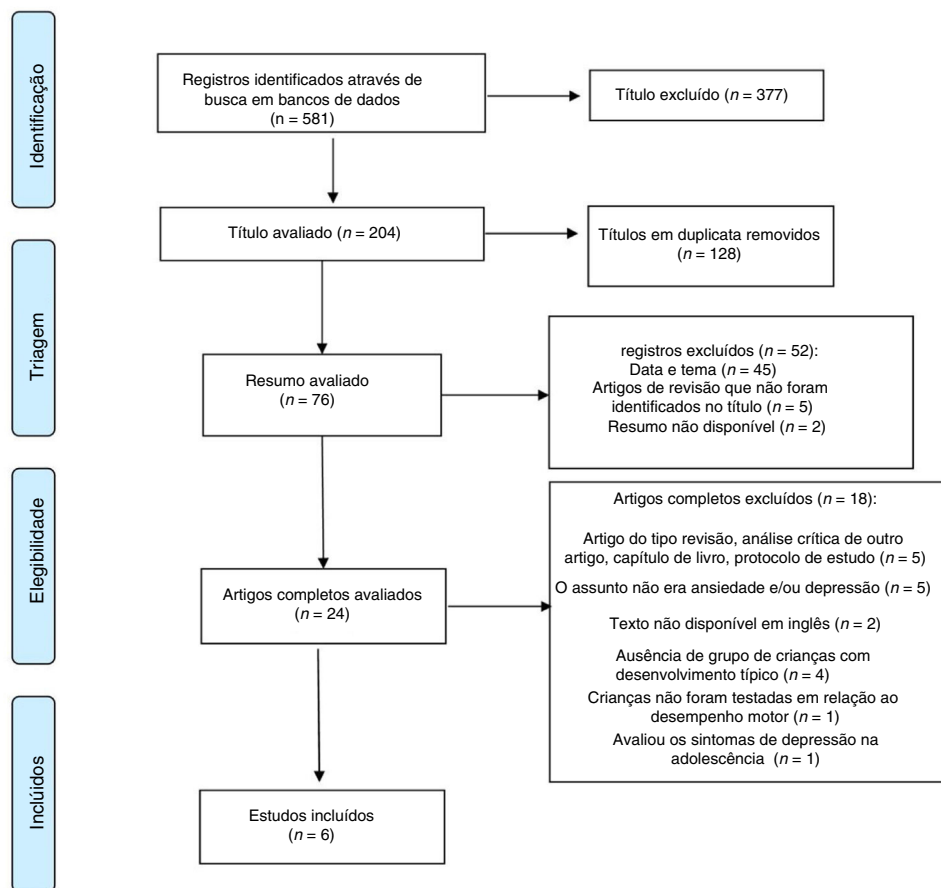 Identificação
Registros identificados através de
busca em bancos de dados
(n = 581)
Título excluído (n = 377)
Título avaliado (n = 204)
Títulos em duplicata removidos
(n = 128)
Triagem
Resumo avaliado
(n = 76)
registros excluídos (n = 52):
Data e tema (n = 45)
Artigos de revisão que não foram
identificados no título (n = 5)
Resumo não disponível (n = 2)
Elegibilidade
Artigos completos avaliados
(n = 24)
Artigos completos excluídos (n = 18):
Artigo do tipo revisão, análise crítica de outro
artigo, capítulo de livro, protocolo de estudo (n = 5)
O assunto não era ansiedade e/ou depressão (n = 5)
Texto não disponível em inglês (n = 2)
Ausência de grupo de crianças com
desenvolvimento típico (n = 4)
Crianças não foram testadas em relação ao
desempenho motor (n = 1)
Avaliou os sintomas de depressão na
adolescência (n = 1)
Inclúidos
Estudos incluídos
(n = 6)